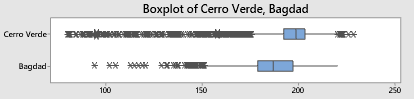 Boxplot of Cerro Verde, Bagdad
Cerro Verde
Bagdad
100 150 200 250